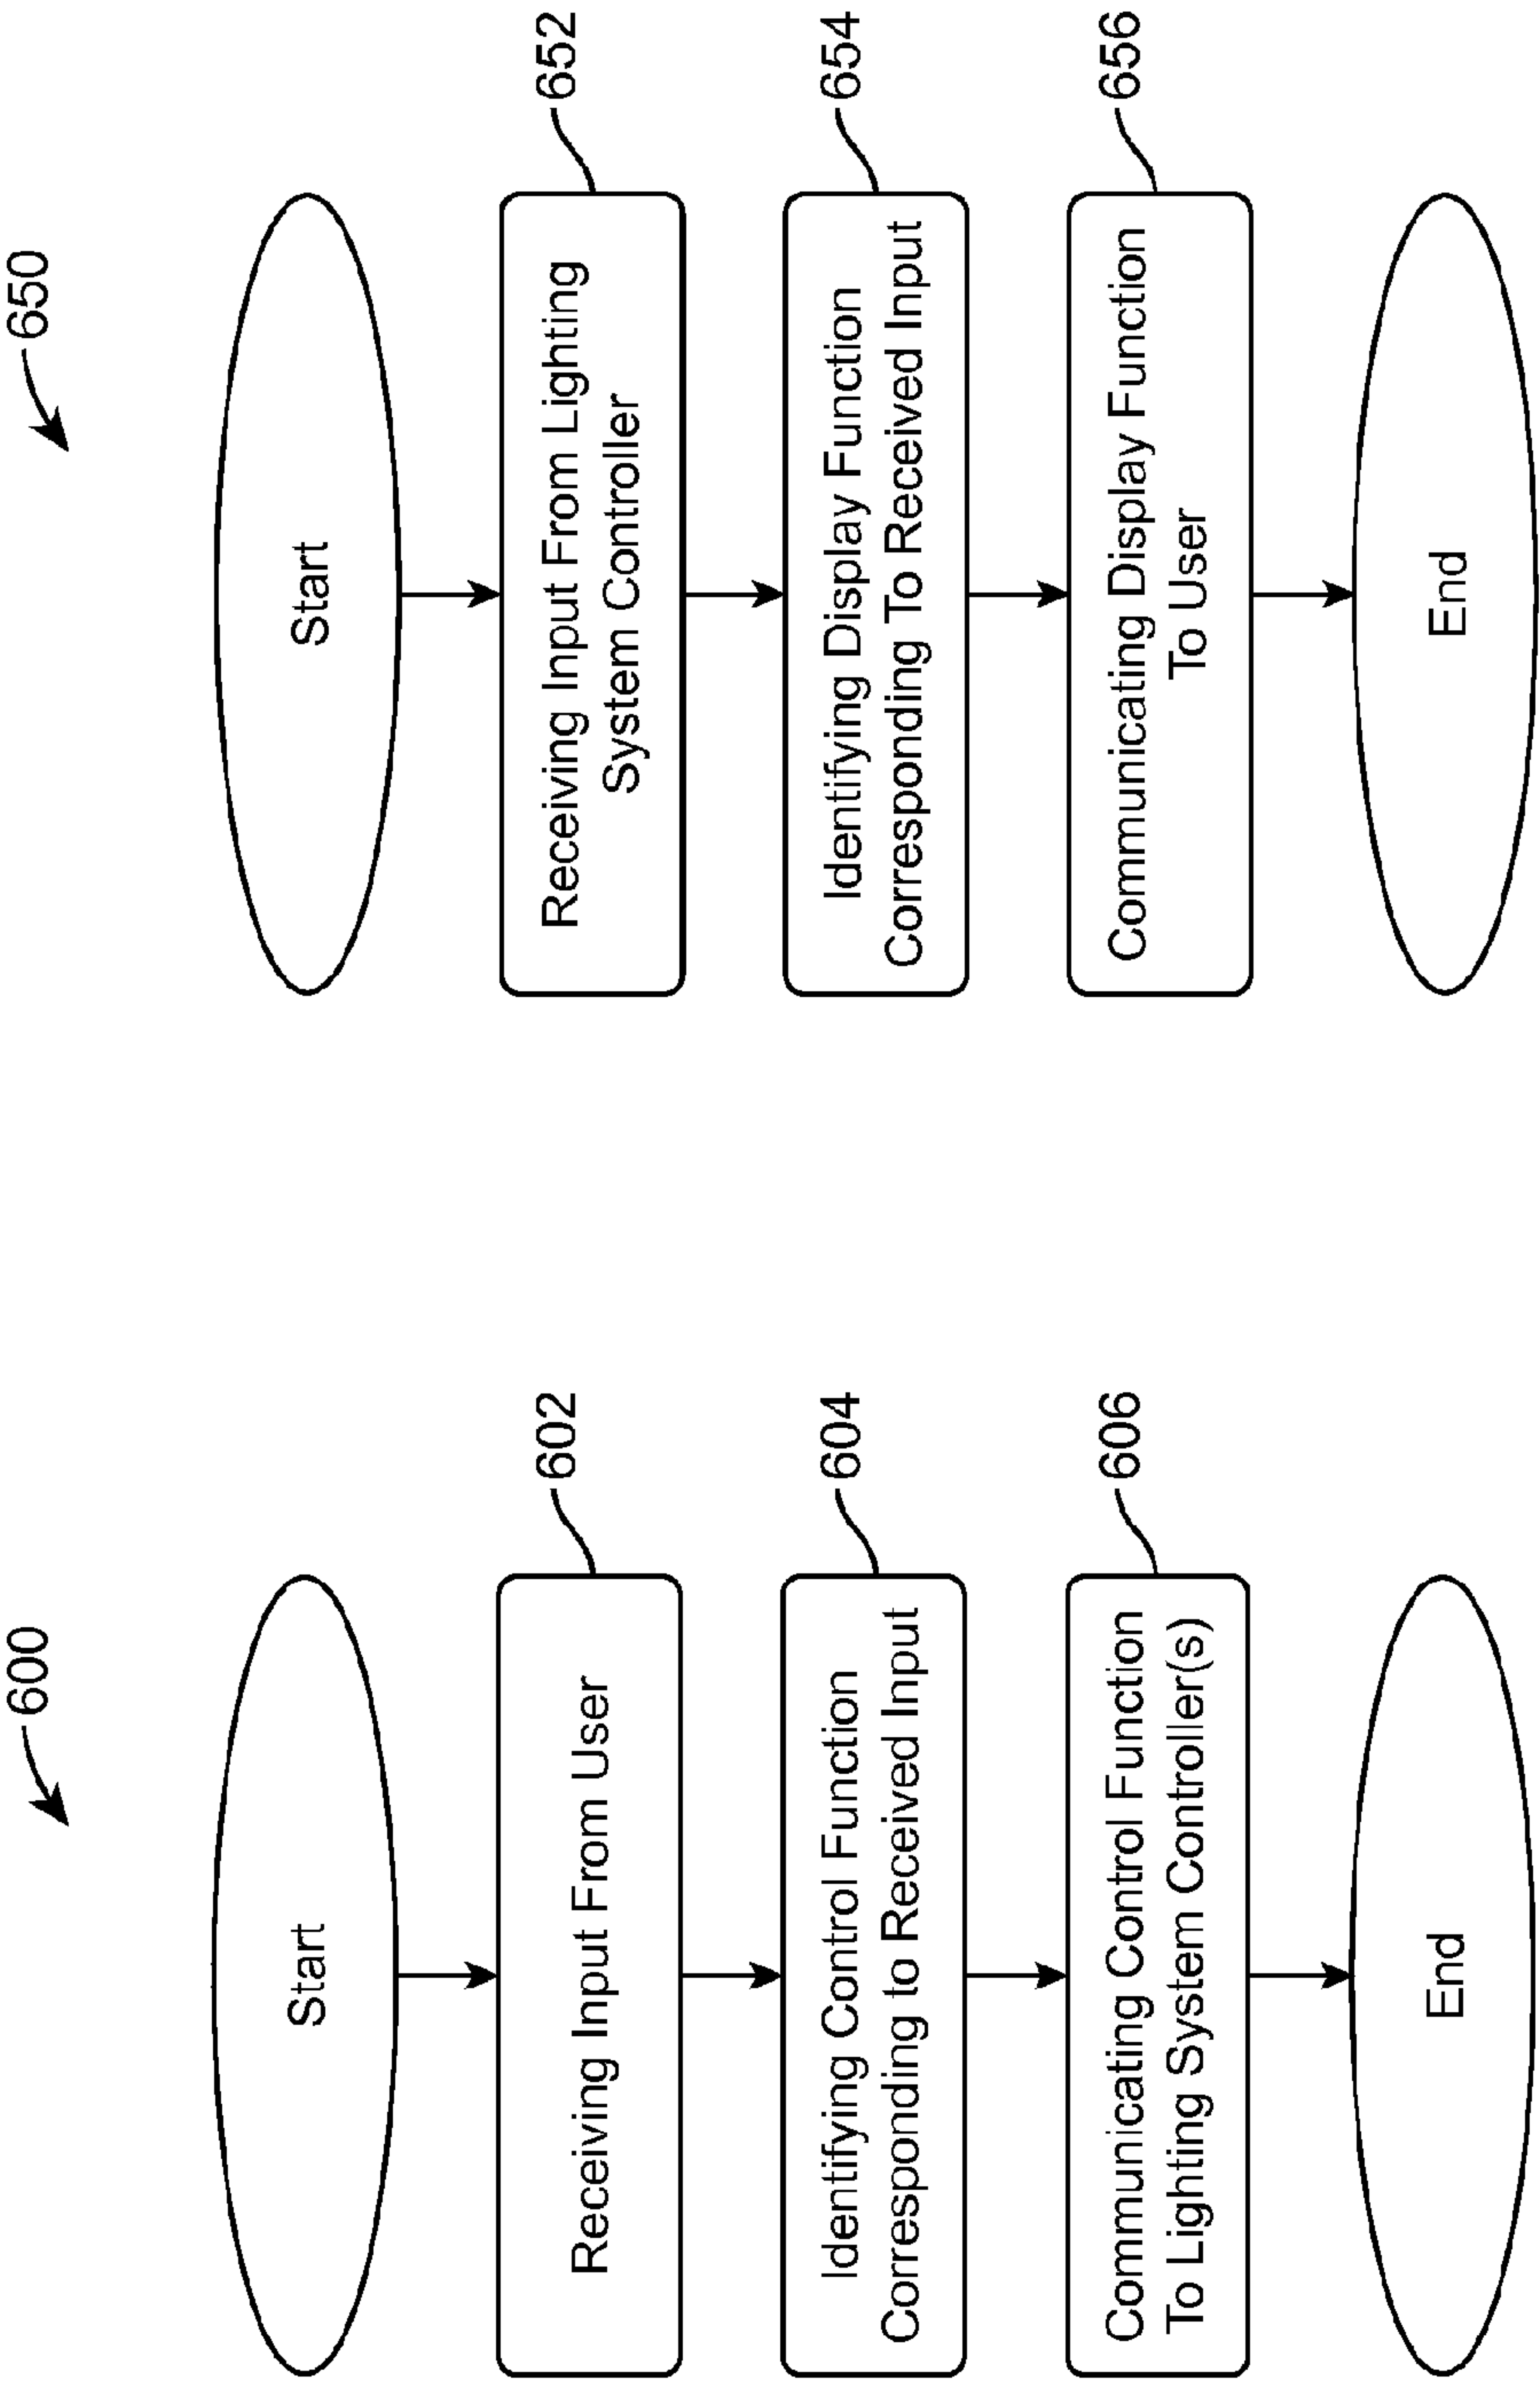 600
Start
Receiving Input From User
602
Identifying Control Function
Corresponding to Received Input
604
Communicating Control Function
To Lighting System Controller(s)
606
End
650
Start
Receiving Input From Lighting
System Controller
652
Identifying Display Function
Corresponding To Received Input
654
Communicating Display Function
To User
656
End